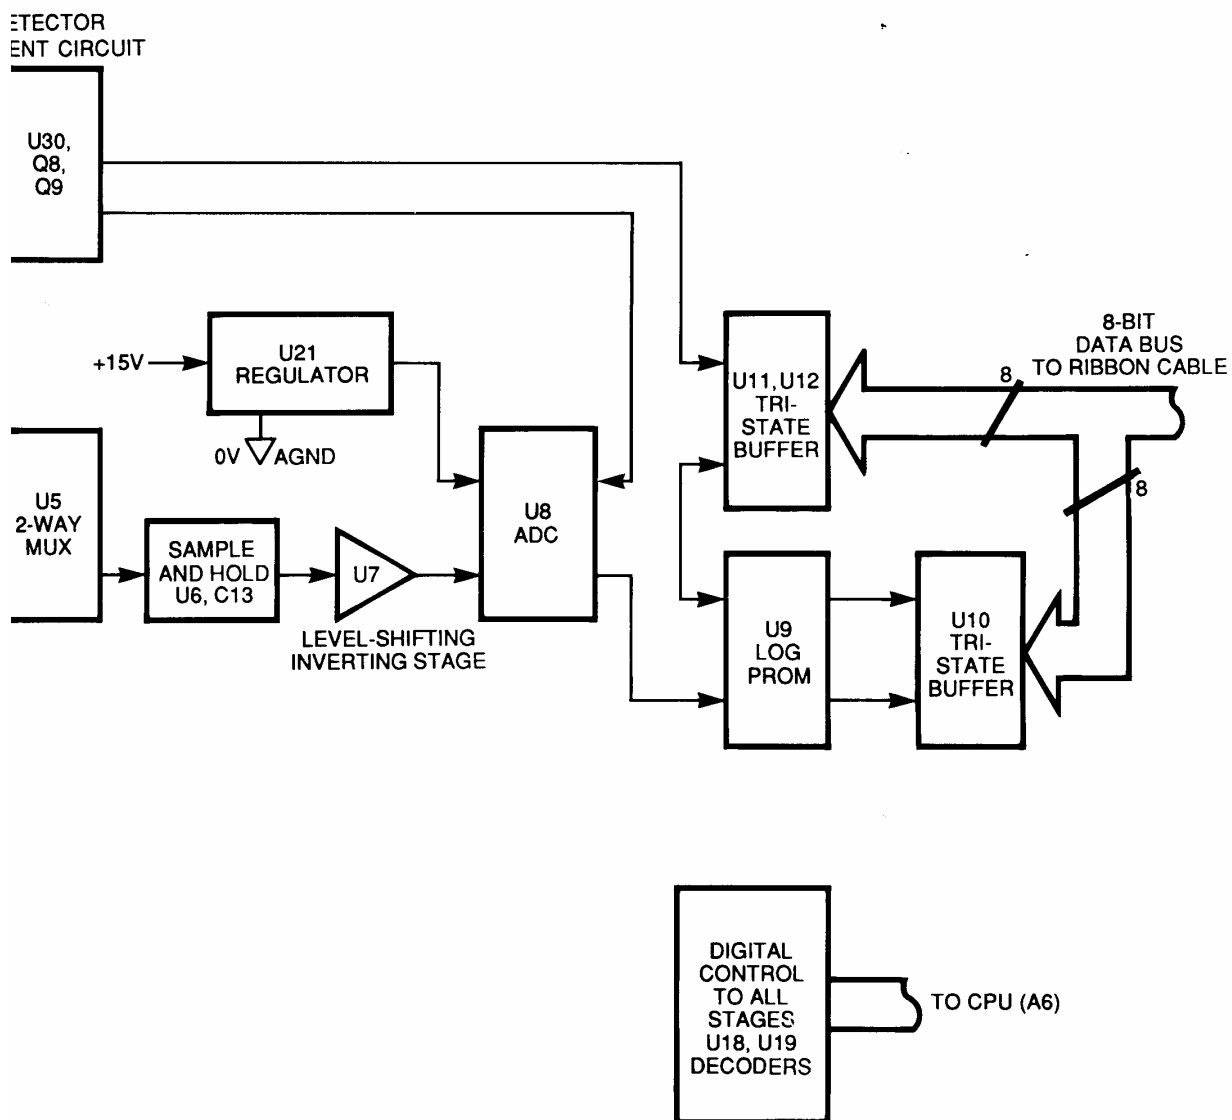 ETECTOR
ENT CIRCUIT
U30,
Q8,
Q9
8-BIT
DATA BUS
TO RIBBON CABLE
8
+15V
U21
REGULATOR
0V
AGND
U11, U12
TRI-
STATE
BUFFER
8
U5
2-WAY
MUX
SAMPLE
AND HOLD
U6, C13
U7
LEVEL-SHIFTING
INVERTING STAGE
U8
ADC
U9
LOG
PROM
U10
TRI-
STATE
BUFFER
DIGITAL
CONTROL
TO ALL
STAGES
U18, U19
DECODERS
TO CPU (A6)